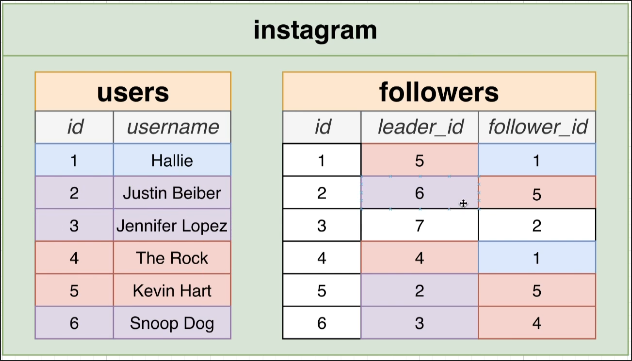 instagram
users
id username
1 Hallie
2 Justin Beiber
3 Jennifer Lopez
4 The Rock
5 Kevin Hart
6 Snoop Dog
followers
id leader_id follower_id
1 5 1
2 6 5
3 7 2
4 4 1
5 2 5
6 3 4